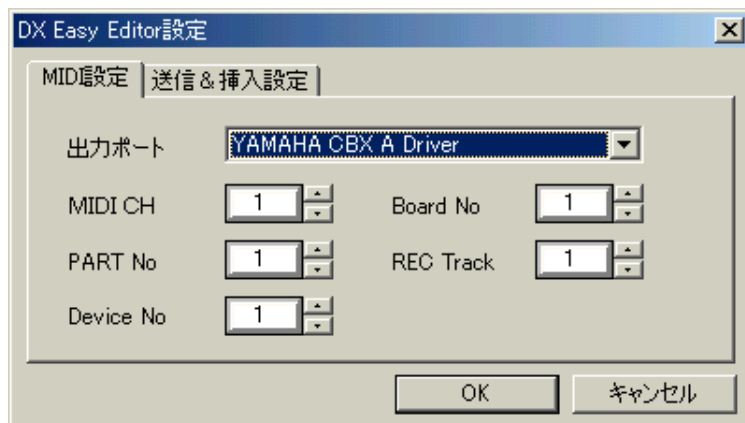 DX Easy Editor設定
MIDI設定 送信&挿入設定
出力ポート YAMAHA CBX A Driver
MIDI CH 1 Board No 1
PART No 1 REC Track 1
Device No 1
OK キャンセル